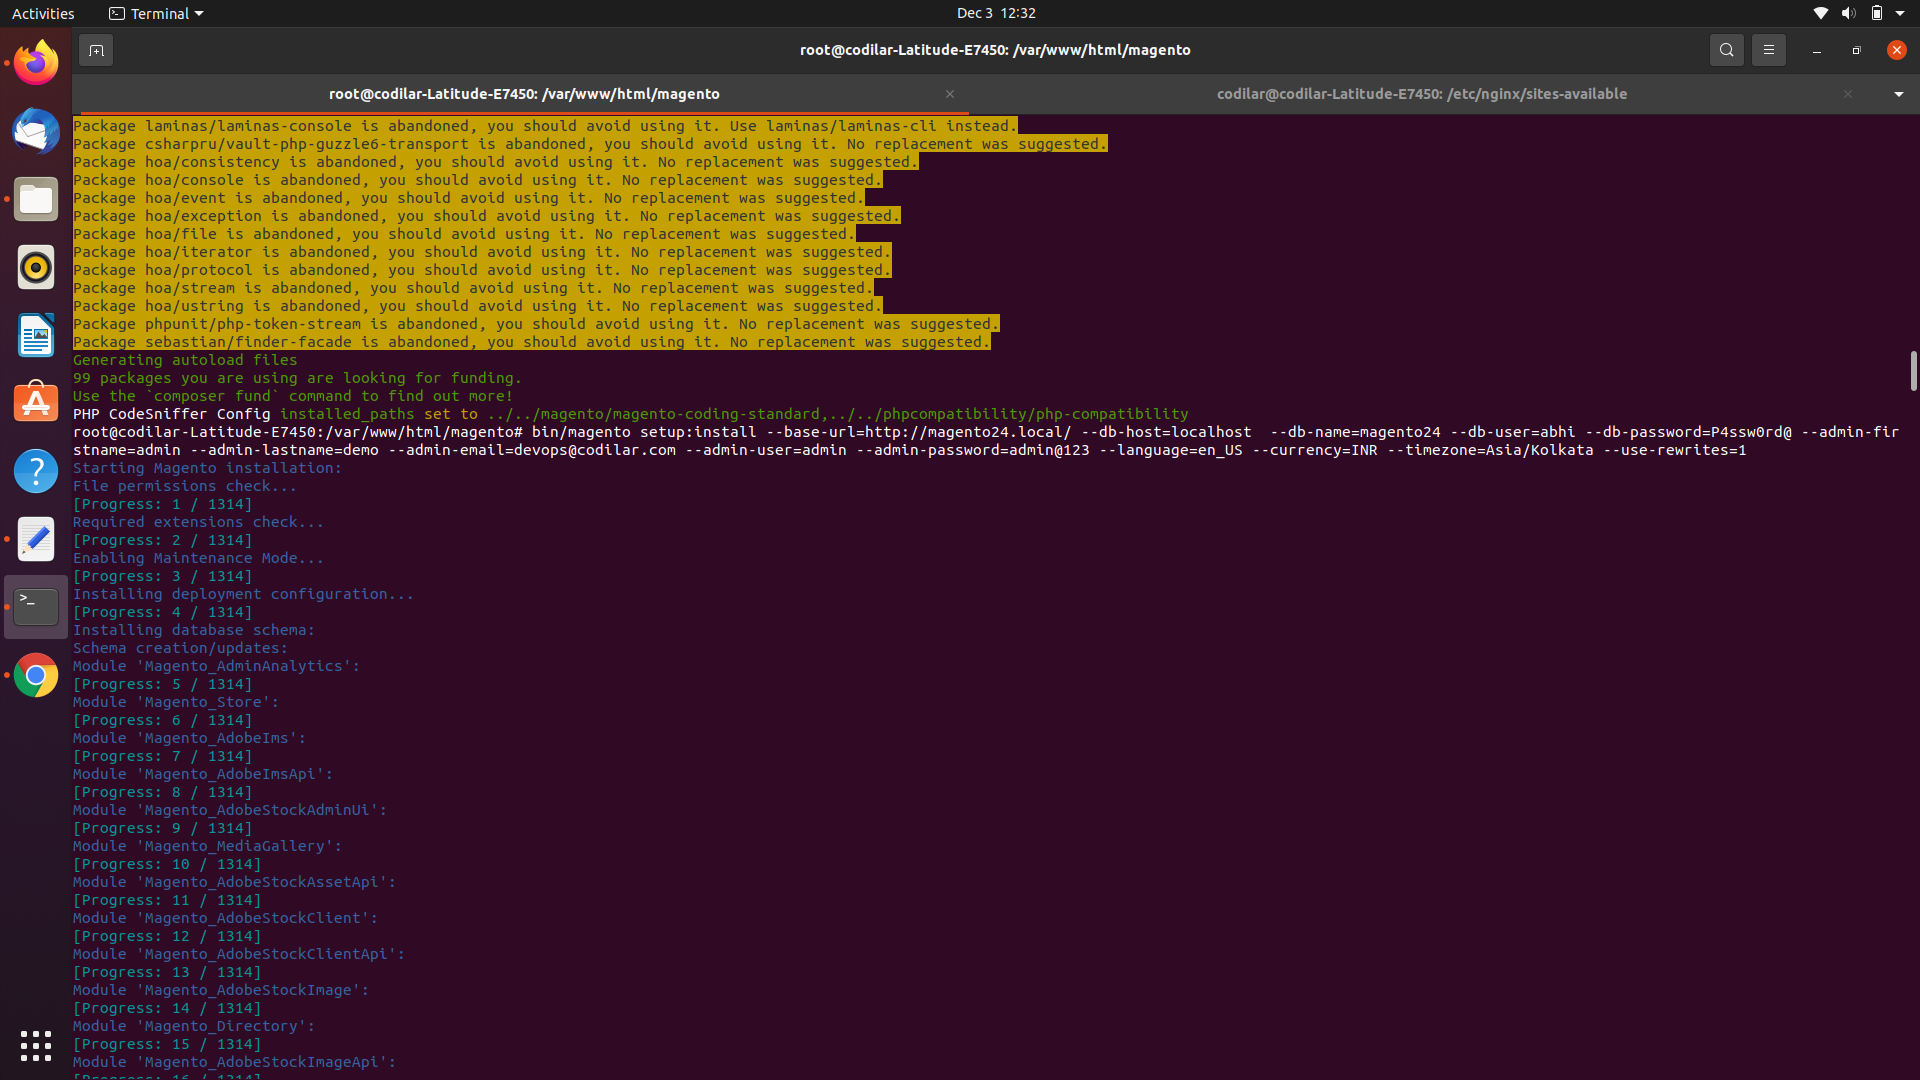 Activities
Terminal
Dec 3 12:32
root@codilar-Latitude-E7450: /var/www/html/magento
root@codilar-Latitude-E7450: /var/www/html/magento
codilar@codilar-Latitude-E7450: /etc/nginx/sites-available
Package laminas/laminas-console is abandoned, you should avoid using it. Use laminas/laminas-cli instead.
Package csharpru/vault-php-guzzle6-transport is abandoned, you should avoid using it. No replacement was suggested.
Package hoa/consistency is abandoned, you should avoid using it. No replacement was suggested.
Package hoa/console is abandoned, you should avoid using it. No replacement was suggested.
Package hoa/event is abandoned, you should avoid using it. No replacement was suggested.
Package hoa/exception is abandoned, you should avoid using it. No replacement was suggested.
Package hoa/file is abandoned, you should avoid using it. No replacement was suggested.
Package hoa/iterator is abandoned, you should avoid using it. No replacement was suggested.
Package hoa/protocol is abandoned, you should avoid using it. No replacement was suggested.
Package hoa/stream is abandoned, you should avoid using it. No replacement was suggested.
Package hoa/ustring is abandoned, you should avoid using it. No replacement was suggested.
Package phpunit/php-token-stream is abandoned, you should avoid using it. No replacement was suggested.
Package sebastian/finder-facade is abandoned, you should avoid using it. No replacement was suggested.
Generating autoload files
99 packages you are using are looking for funding.
Use the `composer fund` command to find out more!
PHP CodeSniffer Config installed_paths set to ../../magento/magento-coding-standard,../../phpcompatibility/php-compatibility
root@codilar-Latitude-E7450:/var/www/html/magento# bin/magento setup:install --base-url=http://magento24.local/ --db-host=localhost  --db-name=magento24 --db-user=abhi --db-password=P4ssw0rd@ --admin-fir
stname=admin --admin-lastname=demo --admin-email=devops@codilar.com --admin-user=admin --admin-password=admin@123 --language=en_US --currency=INR --timezone=Asia/Kolkata --use-rewrites=1
Starting Magento installation:
File permissions check...
[Progress: 1 / 1314]
Required extensions check...
[Progress: 2 / 1314]
Enabling Maintenance Mode...
[Progress: 3 / 1314]
Installing deployment configuration...
[Progress: 4 / 1314]
Installing database schema:
Schema creation/updates:
Module 'Magento_AdminAnalytics':
[Progress: 5 / 1314]
Module 'Magento_Store':
[Progress: 6 / 1314]
Module 'Magento_AdobeIms':
[Progress: 7 / 1314]
Module 'Magento_AdobeImsApi':
[Progress: 8 / 1314]
Module 'Magento_AdobeStockAdminUi':
[Progress: 9 / 1314]
Module 'Magento_MediaGallery':
[Progress: 10 / 1314]
Module 'Magento_AdobeStockAssetApi':
[Progress: 11 / 1314]
Module 'Magento_AdobeStockClient':
[Progress: 12 / 1314]
Module 'Magento_AdobeStockClientApi':
[Progress: 13 / 1314]
Module 'Magento_AdobeStockImage':
[Progress: 14 / 1314]
Module 'Magento_Directory':
[Progress: 15 / 1314]
Module 'Magento_AdobeStockImageApi':
[Progress: 16 / 1314]